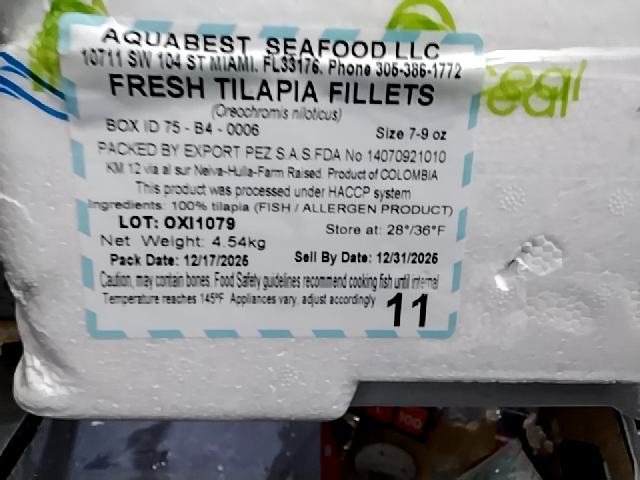 AQUABEST SEAFOOD LLC
10711 SW 104 ST MIAMI. FL33176. Phone 305-386-1772
FRESH TILAPIA FILLETS
(Oreochromis niloticus)
BOX ID 75 - B4 - 0006 Size 7-9 oz
PACKED BY EXPORT PEZ S.A.S.FDA No 14070921010
KM 12 via al sur Neiva-Huila-Farm Raised. Product of COLOMBIA
This product was processed under HACCP system
Ingredients: 100% tilapia (FISH / ALLERGEN PRODUCT)
LOT: OXI1079 Store at: 28°/36°F
Net Weight: 4.54kg
Pack Date: 12/17/2025 Sell By Date: 12/31/2025
Caution, may contain bones. Food Safety guidelines recommend cooking fish until internal
Temperature reaches 145ºF. Appliances vary, adjust accordingly
11
100